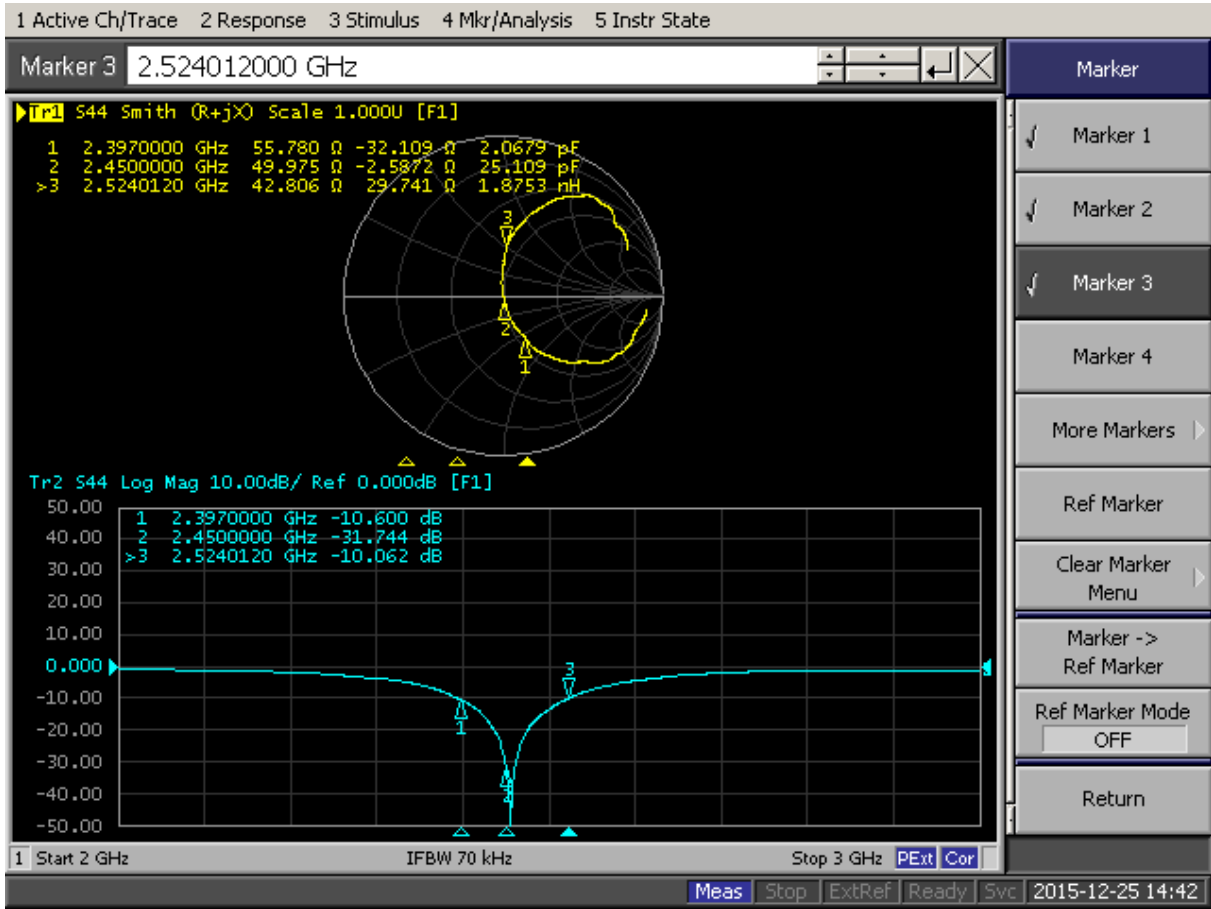 1 Active Ch/Trace 2 Response 3 Stimulus 4 Mkr/Analysis 5 Instr State
Marker 3 2.524012000 GHz
Marker
Tr1 S44 Smith (R+jX) Scale 1.000U [F1]
1 2.3970000 GHz 55.780 Ω -32.109 Ω 2.0679 pF
2 2.4500000 GHz 49.975 Ω -2.5872 Ω 25.109 pF
>3 2.5240120 GHz 42.806 Ω 29.741 Ω 1.8753 nH
3
2
1
Tr2 S44 Log Mag 10.00dB/ Ref 0.000dB [F1]
50.00
40.00
30.00
20.00
10.00
0.000
-10.00
-20.00
-30.00
-40.00
-50.00
1 2.3970000 GHz -10.600 dB
2 2.4500000 GHz -31.744 dB
>3 2.5240120 GHz -10.062 dB
3
1
2
Marker 1
Marker 2
Marker 3
Marker 4
More Markers
Ref Marker
Clear Marker
Menu
Marker ->
Ref Marker
Ref Marker Mode
OFF
Return
1 Start 2 GHz IFBW 70 kHz Stop 3 GHz PExt Cor
Meas Stop ExtRef Ready Svc 2015-12-25 14:42